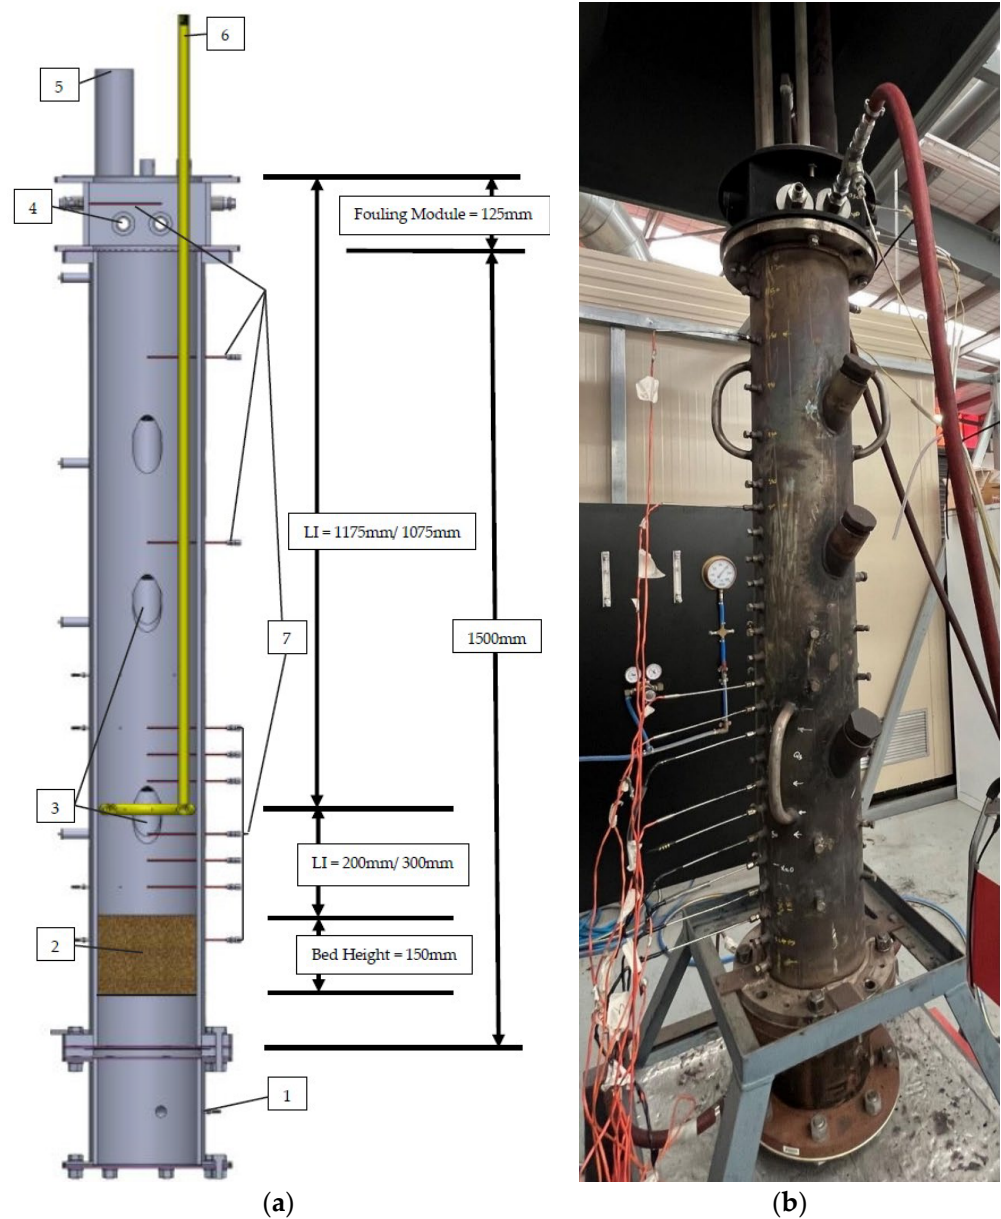 6
5
4
Fouling Module = 125mm
LI = 1175mm/ 1075mm
1500mm
7
3
LI = 200mm/ 300mm
2
Bed Height = 150mm
1
(a)
(b)